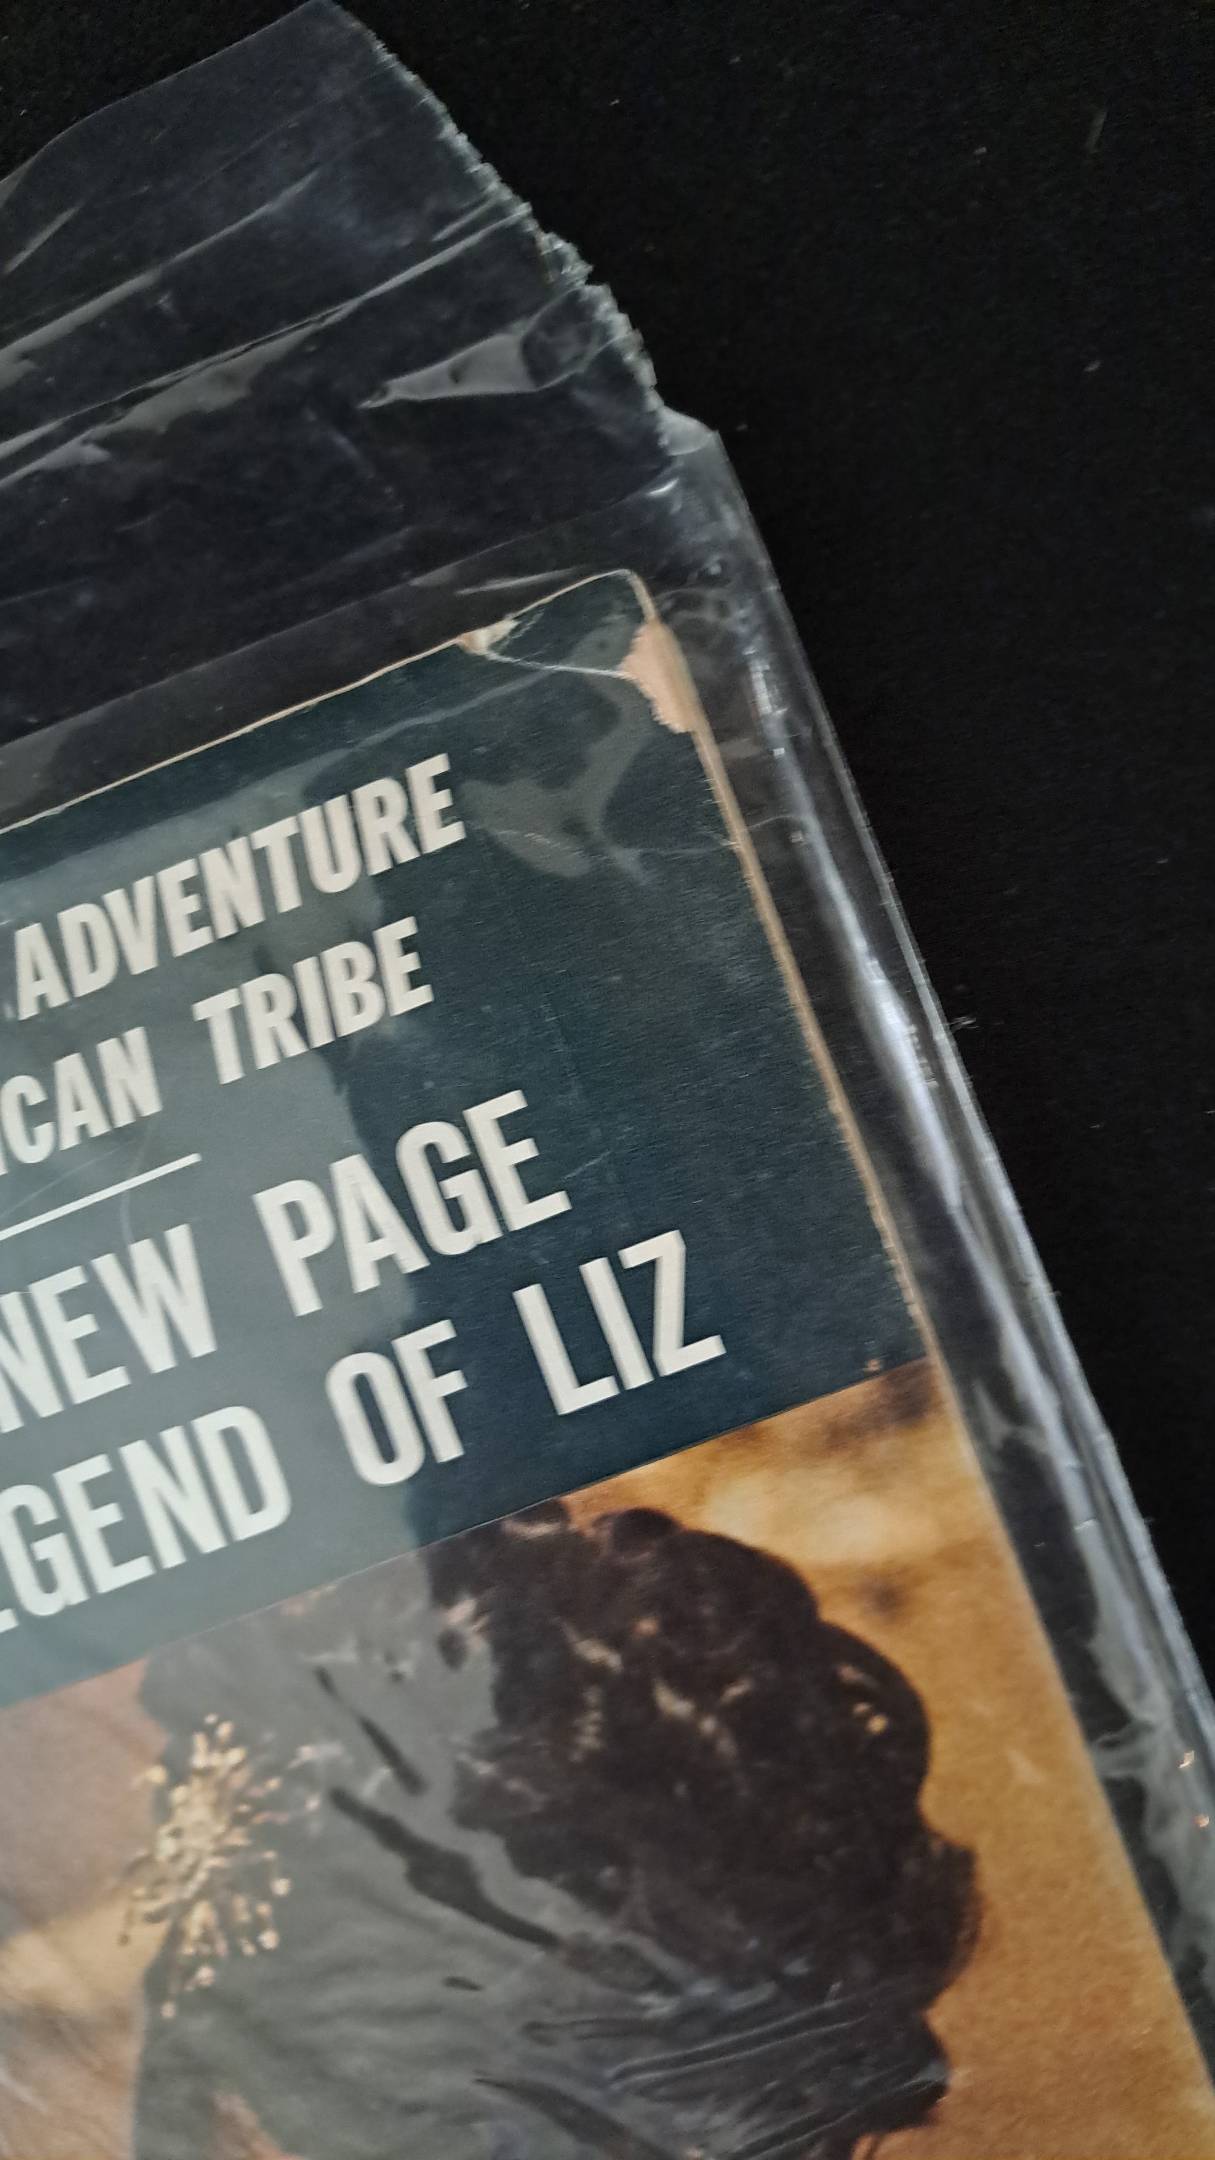 ADVENTURE
ICAN TRIBE
NEW PAGE
EGEND OF LIZ